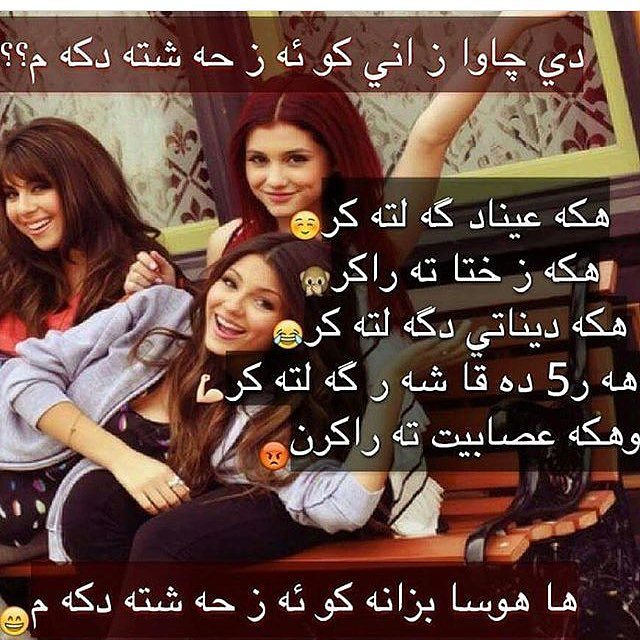 دي چاوا ز اني كو ئه ز حه شته دكه م؟؟
هكه عيناد گه لته كر☺️
هكه ز ختا ته راكر🙊
هكه ديناتي دگه لته كر😂
هه ر5 ده قا شه ر گه لته كر💪
وهكه عصابيت ته راكرن😡
ها هوسا بزانه كو ئه ز حه شته دكه م😄